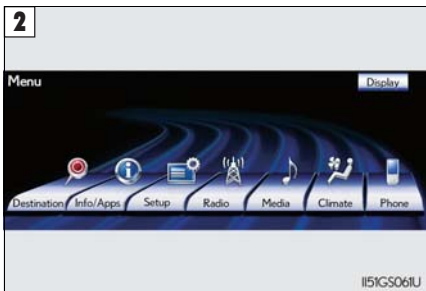 2
Menu Display
Destination Info/Apps Setup Radio Media Climate Phone
II51GS061U